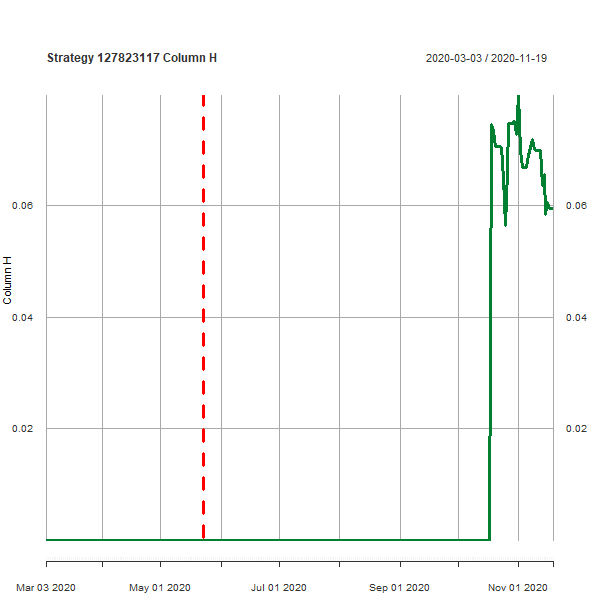 Strategy 127823117 Column H
2020-03-03 / 2020-11-19
Column H
0.06
0.06
0.04
0.04
0.02
0.02
Mar 03 2020
May 01 2020
Jul 01 2020
Sep 01 2020
Nov 01 2020